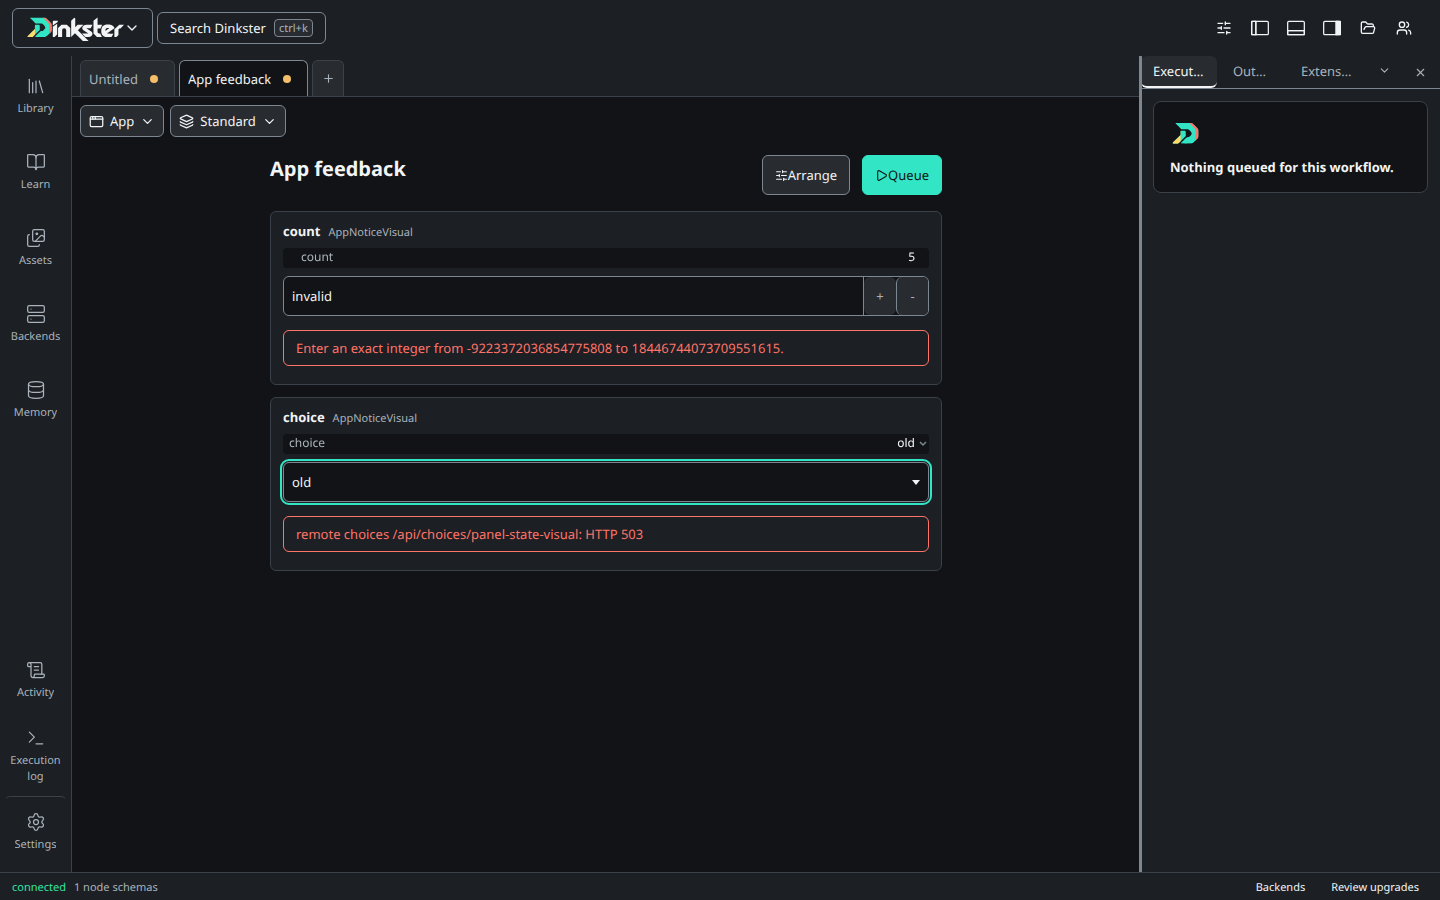 Dinkster
Search Dinkster ctrl+k
Library
Learn
Assets
Backends
Memory
Activity
Execution
log
Settings
Untitled
App feedback
+
App
Standard
App feedback
Arrange
Queue
count AppNoticeVisual
count 5
invalid + -
Enter an exact integer from -9223372036854775808 to 18446744073709551615.
choice AppNoticeVisual
choice old
old
remote choices /api/choices/panel-state-visual: HTTP 503
Execut...
Out...
Extens...
Nothing queued for this workflow.
connected 1 node schemas
Backends
Review upgrades